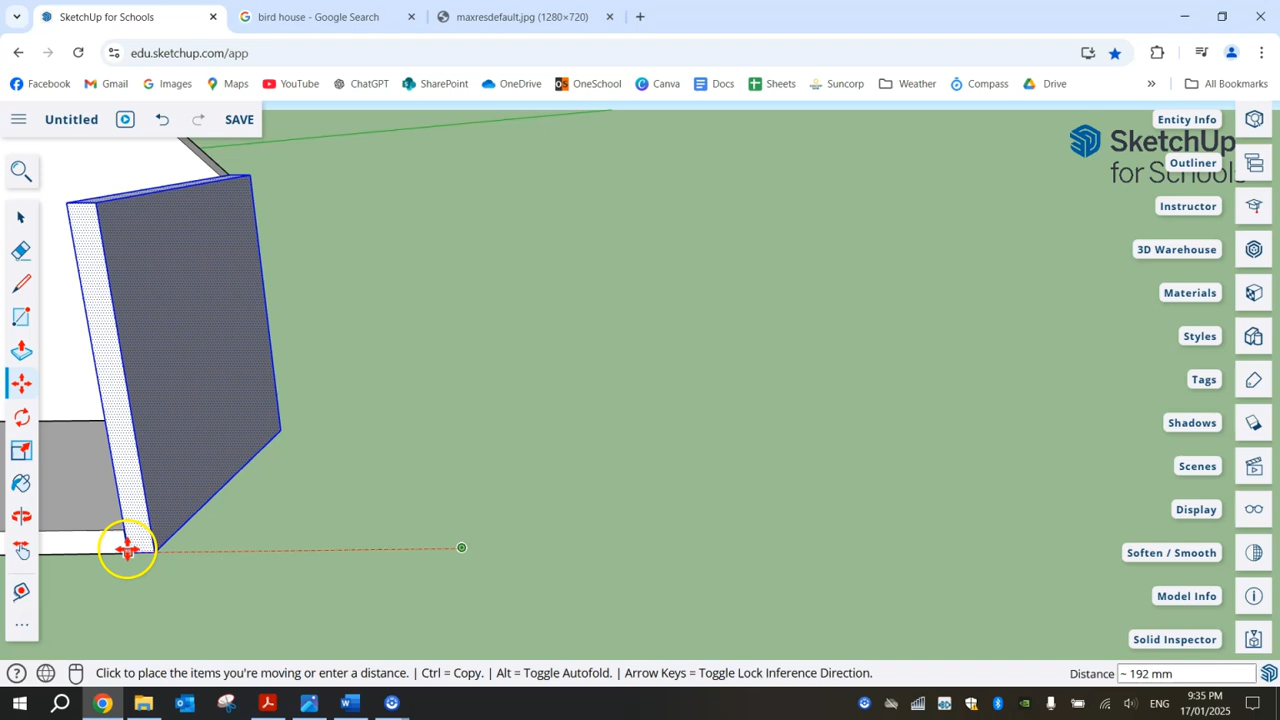 SketchUp for Schools
bird house - Google Search
maxresdefault.jpg (1280×720)
edu.sketchup.com/app
Facebook
Gmail
Images
Maps
YouTube
ChatGPT
SharePoint
OneDrive
OneSchool
Canva
Docs
Sheets
Suncorp
Weather
Compass
Drive
All Bookmarks
Untitled
SAVE
SketchUp
for Schools
Entity Info
Outliner
Instructor
3D Warehouse
Materials
Styles
Tags
Shadows
Scenes
Display
Soften / Smooth
Model Info
Solid Inspector
Click to place the items you're moving or enter a distance. | Ctrl = Copy. | Alt = Toggle Autofold. | Arrow Keys = Toggle Lock Inference Direction.
Distance ~ 192 mm
9:35 PM
17/01/2025